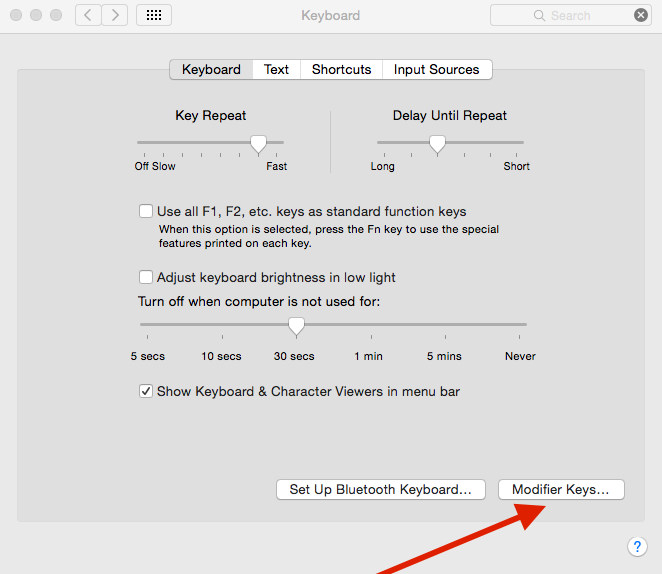 Keyboard
Search
Keyboard Text Shortcuts Input Sources
Key Repeat
Delay Until Repeat
Off Slow Fast
Long Short
Use all F1, F2, etc. keys as standard function keys
When this option is selected, press the Fn key to use the special
features printed on each key.
Adjust keyboard brightness in low light
Turn off when computer is not used for:
5 secs 10 secs 30 secs 1 min 5 mins Never
Show Keyboard & Character Viewers in menu bar
Set Up Bluetooth Keyboard... Modifier Keys...
?